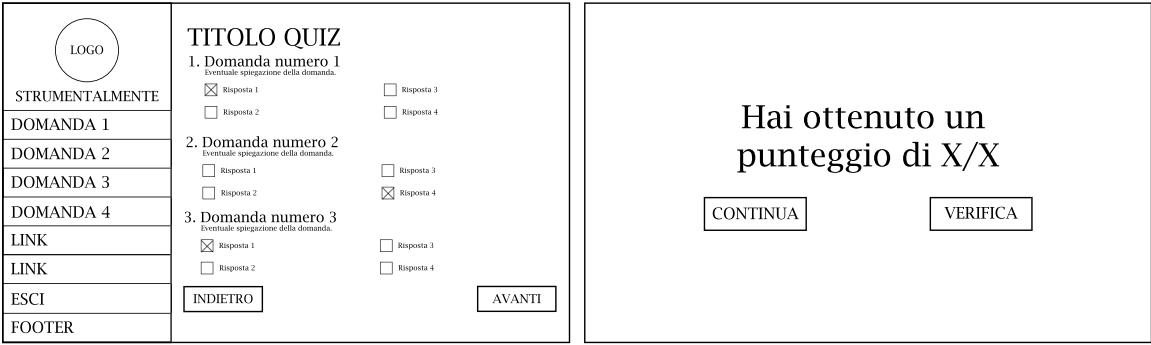 LOGO
STRUMENTALMENTE
DOMANDA 1
DOMANDA 2
DOMANDA 3
DOMANDA 4
LINK
LINK
ESCI
FOOTER
TITOLO QUIZ
1. Domanda numero 1
Eventuale spiegazione della domanda.
Risposta 1
Risposta 3
Risposta 2
Risposta 4
2. Domanda numero 2
Eventuale spiegazione della domanda.
Risposta 1
Risposta 3
Risposta 2
Risposta 4
3. Domanda numero 3
Eventuale spiegazione della domanda.
Risposta 1
Risposta 3
Risposta 2
Risposta 4
INDIETRO
AVANTI
Hai ottenuto un
punteggio di X/X
CONTINUA
VERIFICA